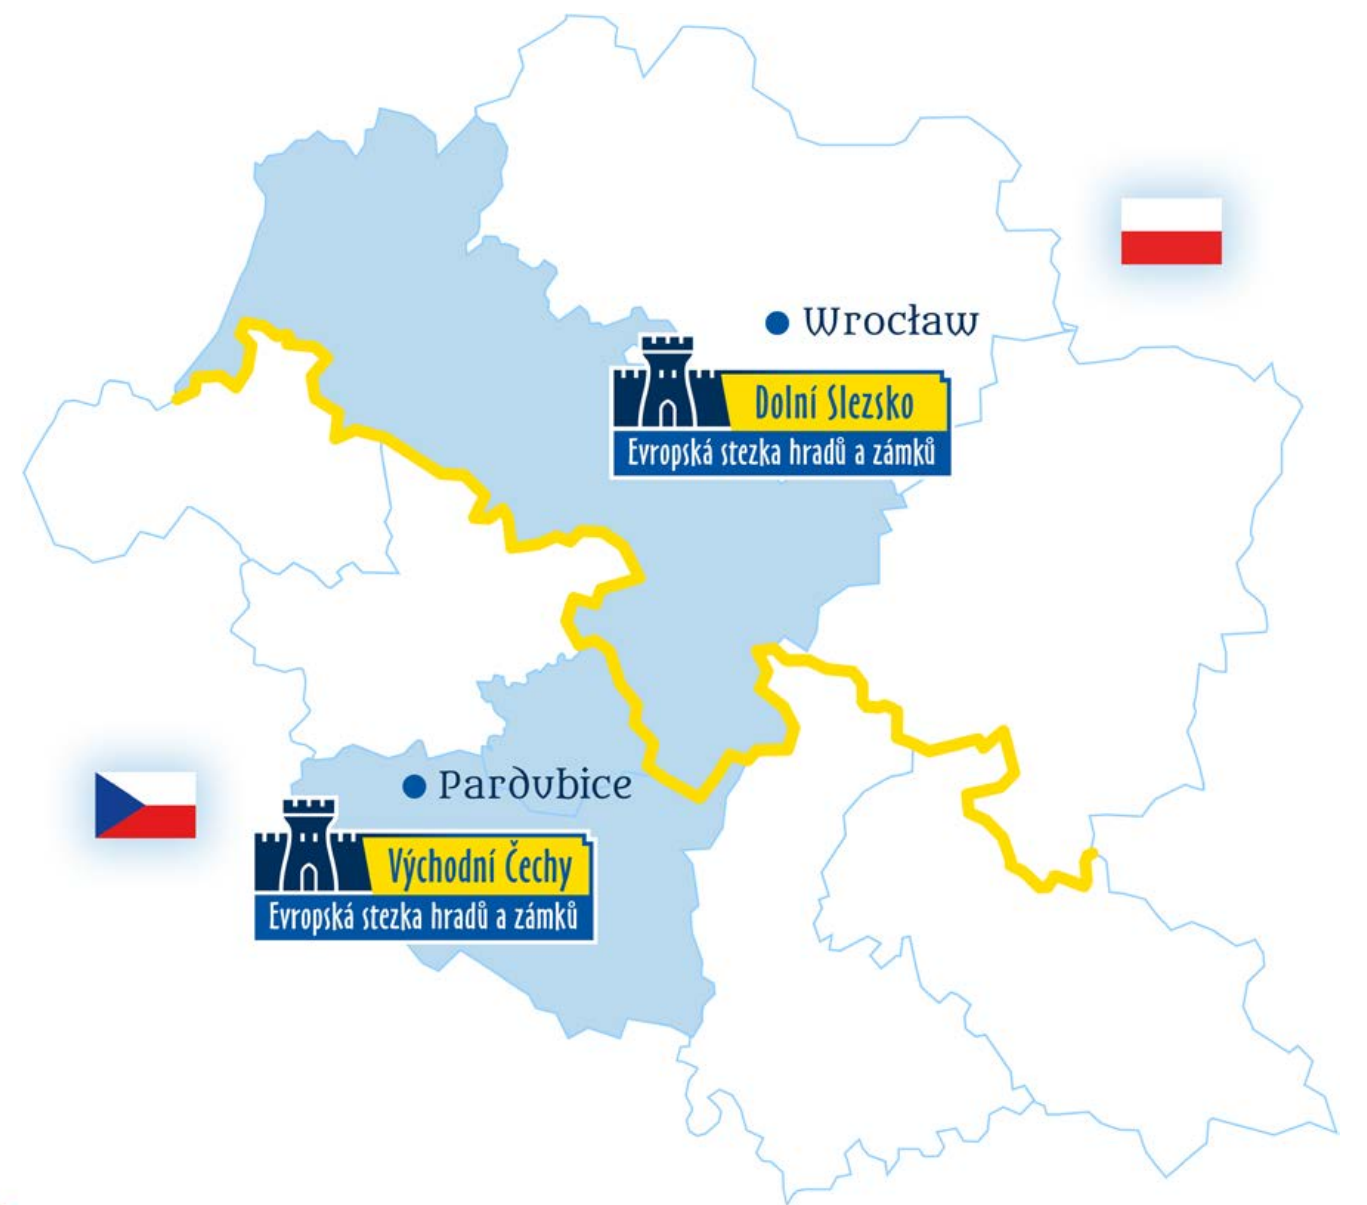 Wrocław
Dolní Slezsko
Evropská stezka hradů a zámků
Pardubice
Východní Čechy
Evropská stezka hradů a zámků